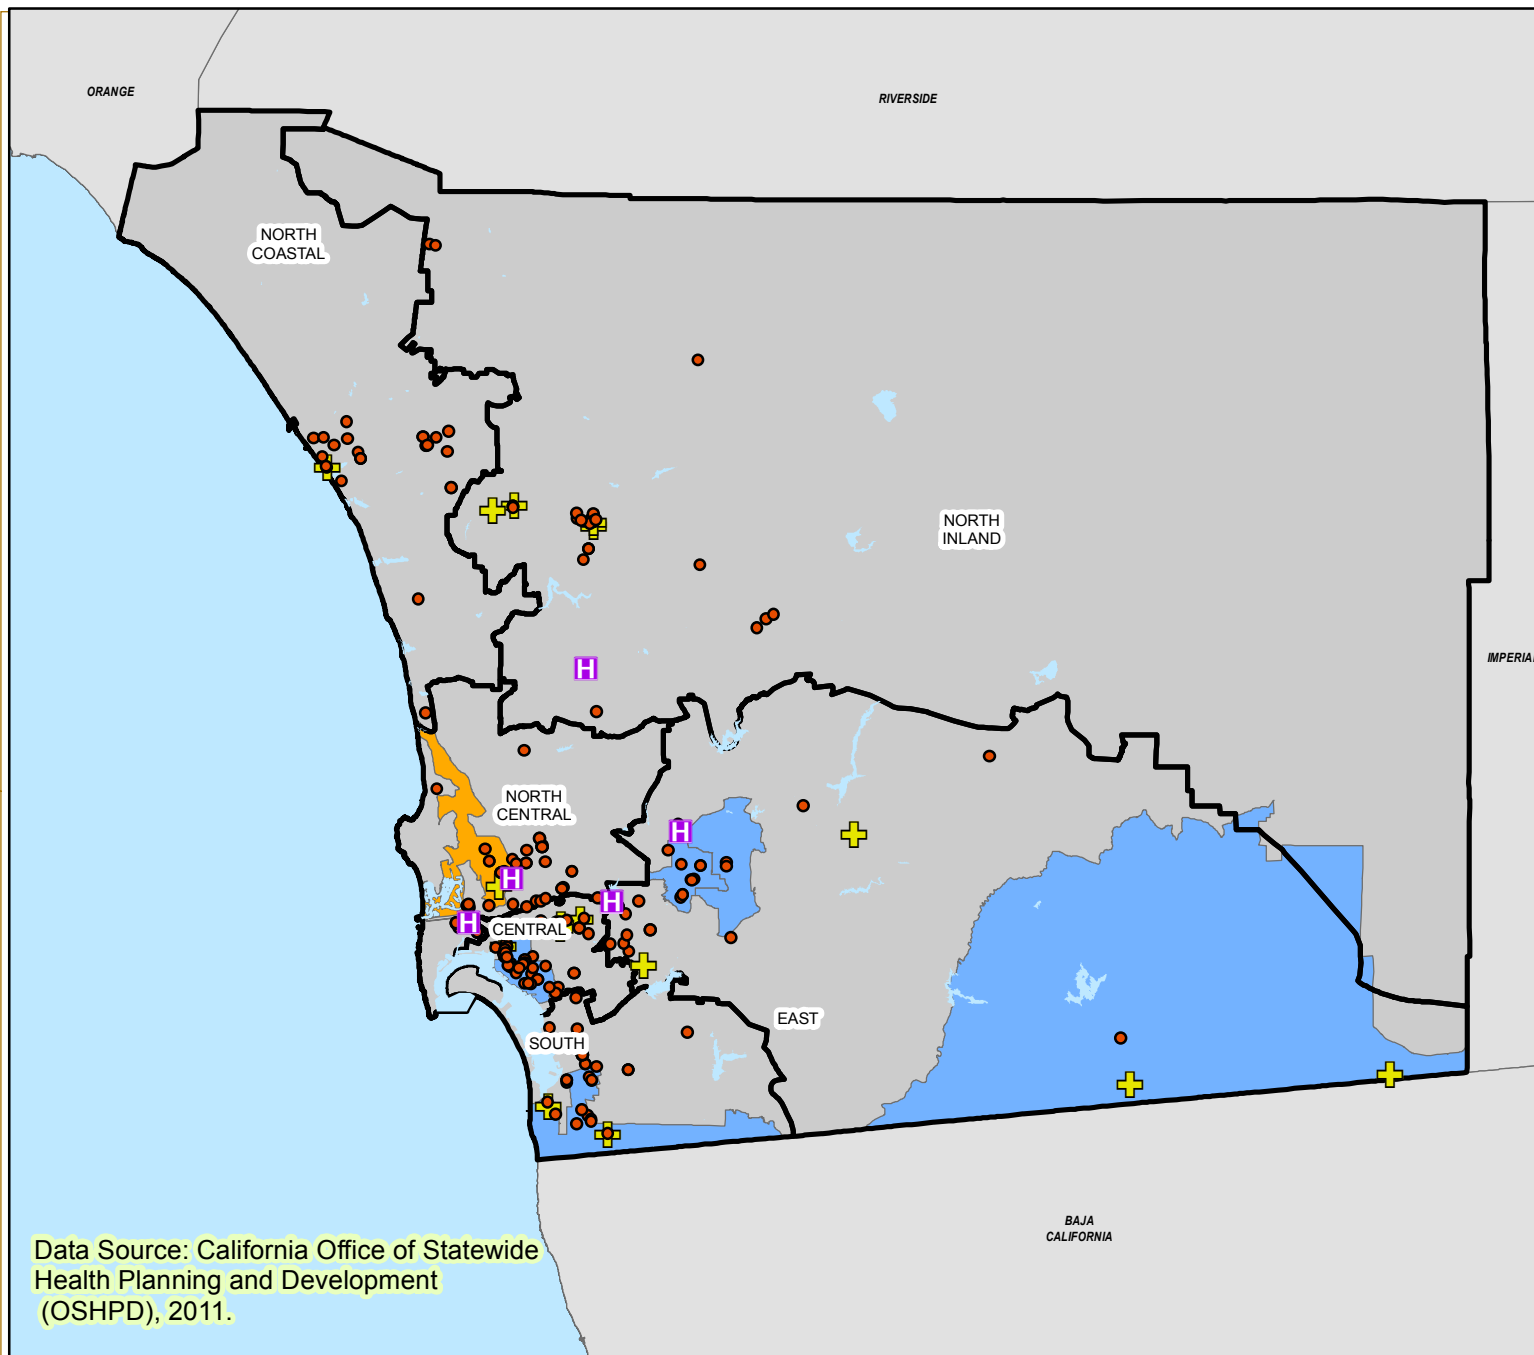 ORANGE
RIVERSIDE
NORTH
COASTAL
NORTH
INLAND
IMPERIA
H
NORTH
CENTRAL
H
H
H
H
CENTRAL
EAST
SOUTH
BAJA
CALIFORNIA
Data Source: California Office of Statewide
Health Planning and Development
(OSHPD), 2011.